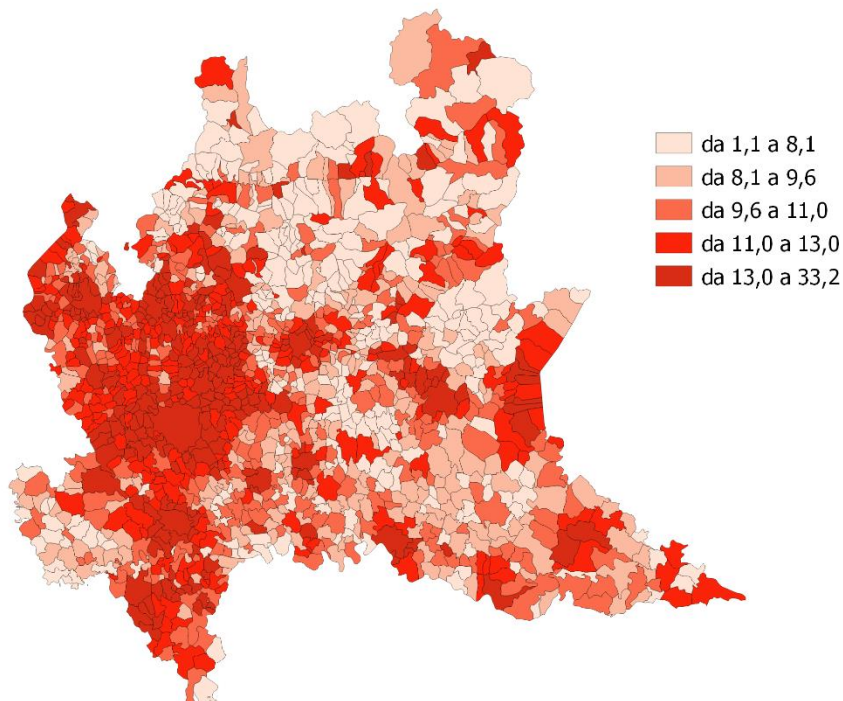 da 1,1 a 8,1
da 8,1 a 9,6
da 9,6 a 11,0
da 11,0 a 13,0
da 13,0 a 33,2